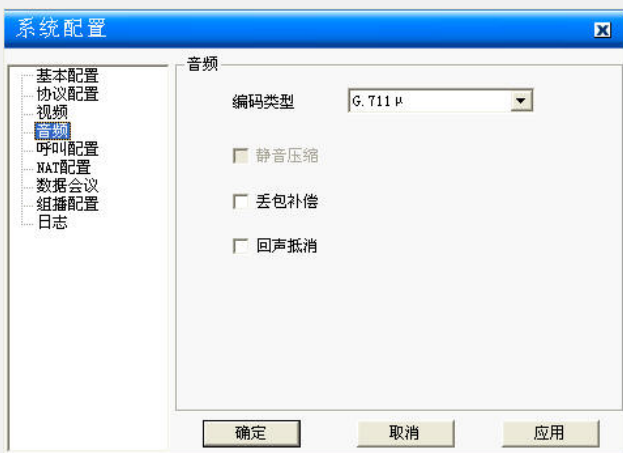 系统配置
基本配置
协议配置
视频
音频
呼叫配置
NAT配置
数据会议
组播配置
日志
音频
编码类型
G.711μ
静音压缩
丢包补偿
回声抵消
确定
取消
应用